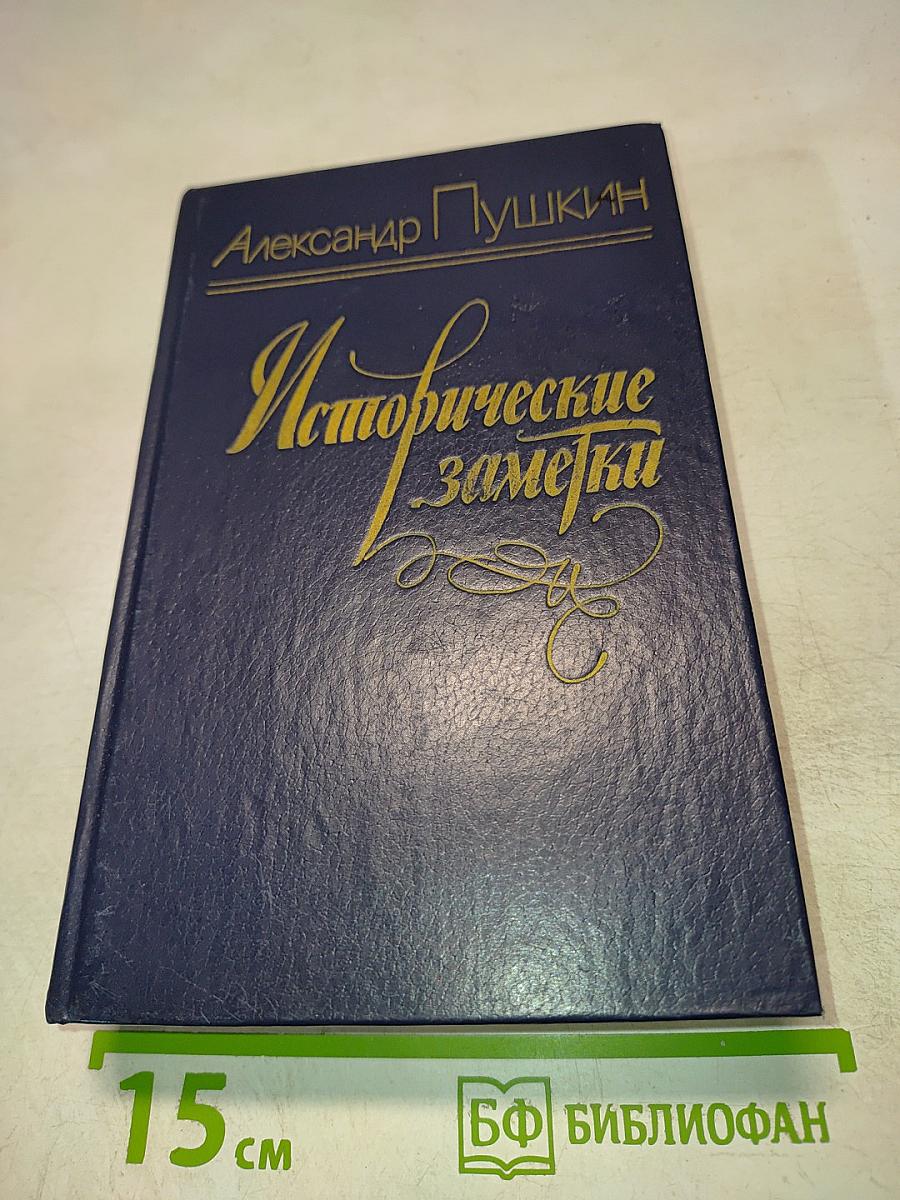 Александр Пушкин
Исторические
заметки
15 см
БФ БИБЛИОФАН